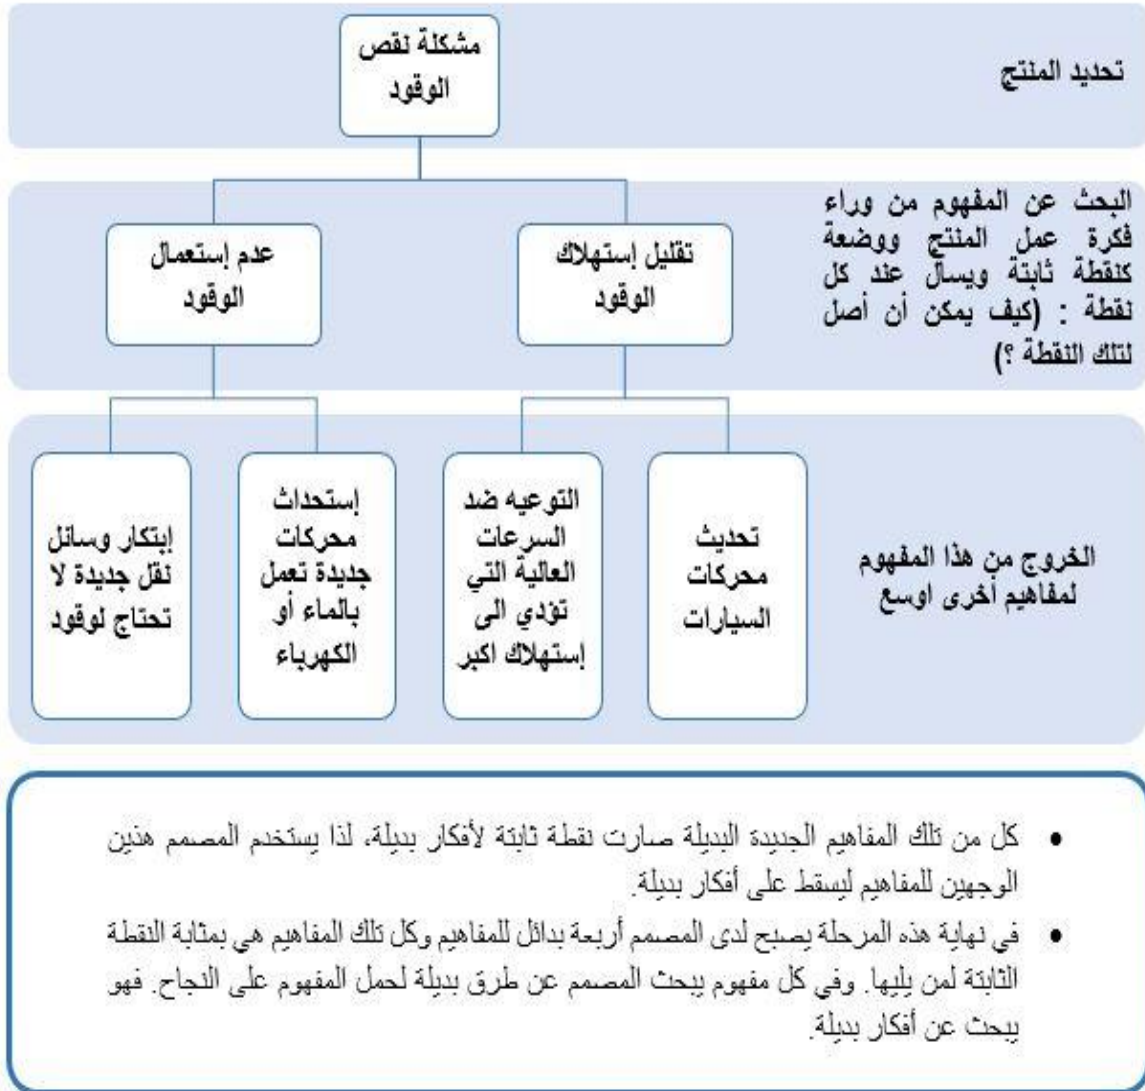 تحديد المنتج
مشكلة نقص
الوقود
البحث عن المفهوم من وراء
فكرة عمل المنتج ووضعة
كنقطة ثابتة ويسأل عند كل
نقطة : (كيف يمكن أن أصل
لتلك النقطة ؟)
تقليل إستهلاك
الوقود
عدم إستعمال
الوقود
الخروج من هذا المفهوم
لمفاهيم أخرى اوسع
تحديث
محركات
السيارات
التوعيه ضد
السرعات
العالية التي
تؤدي الى
إستهلاك اكبر
إستحداث
محركات
جديدة تعمل
بالماء أو
الكهرباء
إبتكار وسائل
نقل جديدة لا
تحتاج لوقود
• كل من تلك المفاهيم الجديدة البديلة صارت نقطة ثابتة لأفكار بديلة، لذا يستخدم المصمم هذين
الوجهين للمفاهيم ليسقط على أفكار بديلة.
• في نهاية هذه المرحلة يصبح لدى المصمم أربعة بدائل للمفاهيم وكل تلك المفاهيم هي بمثابة النقطة
الثابتة لمن يليها. وفي كل مفهوم يبحث المصمم عن طرق بديلة لحمل المفهوم على النجاح. فهو
يبحث عن أفكار بديلة.